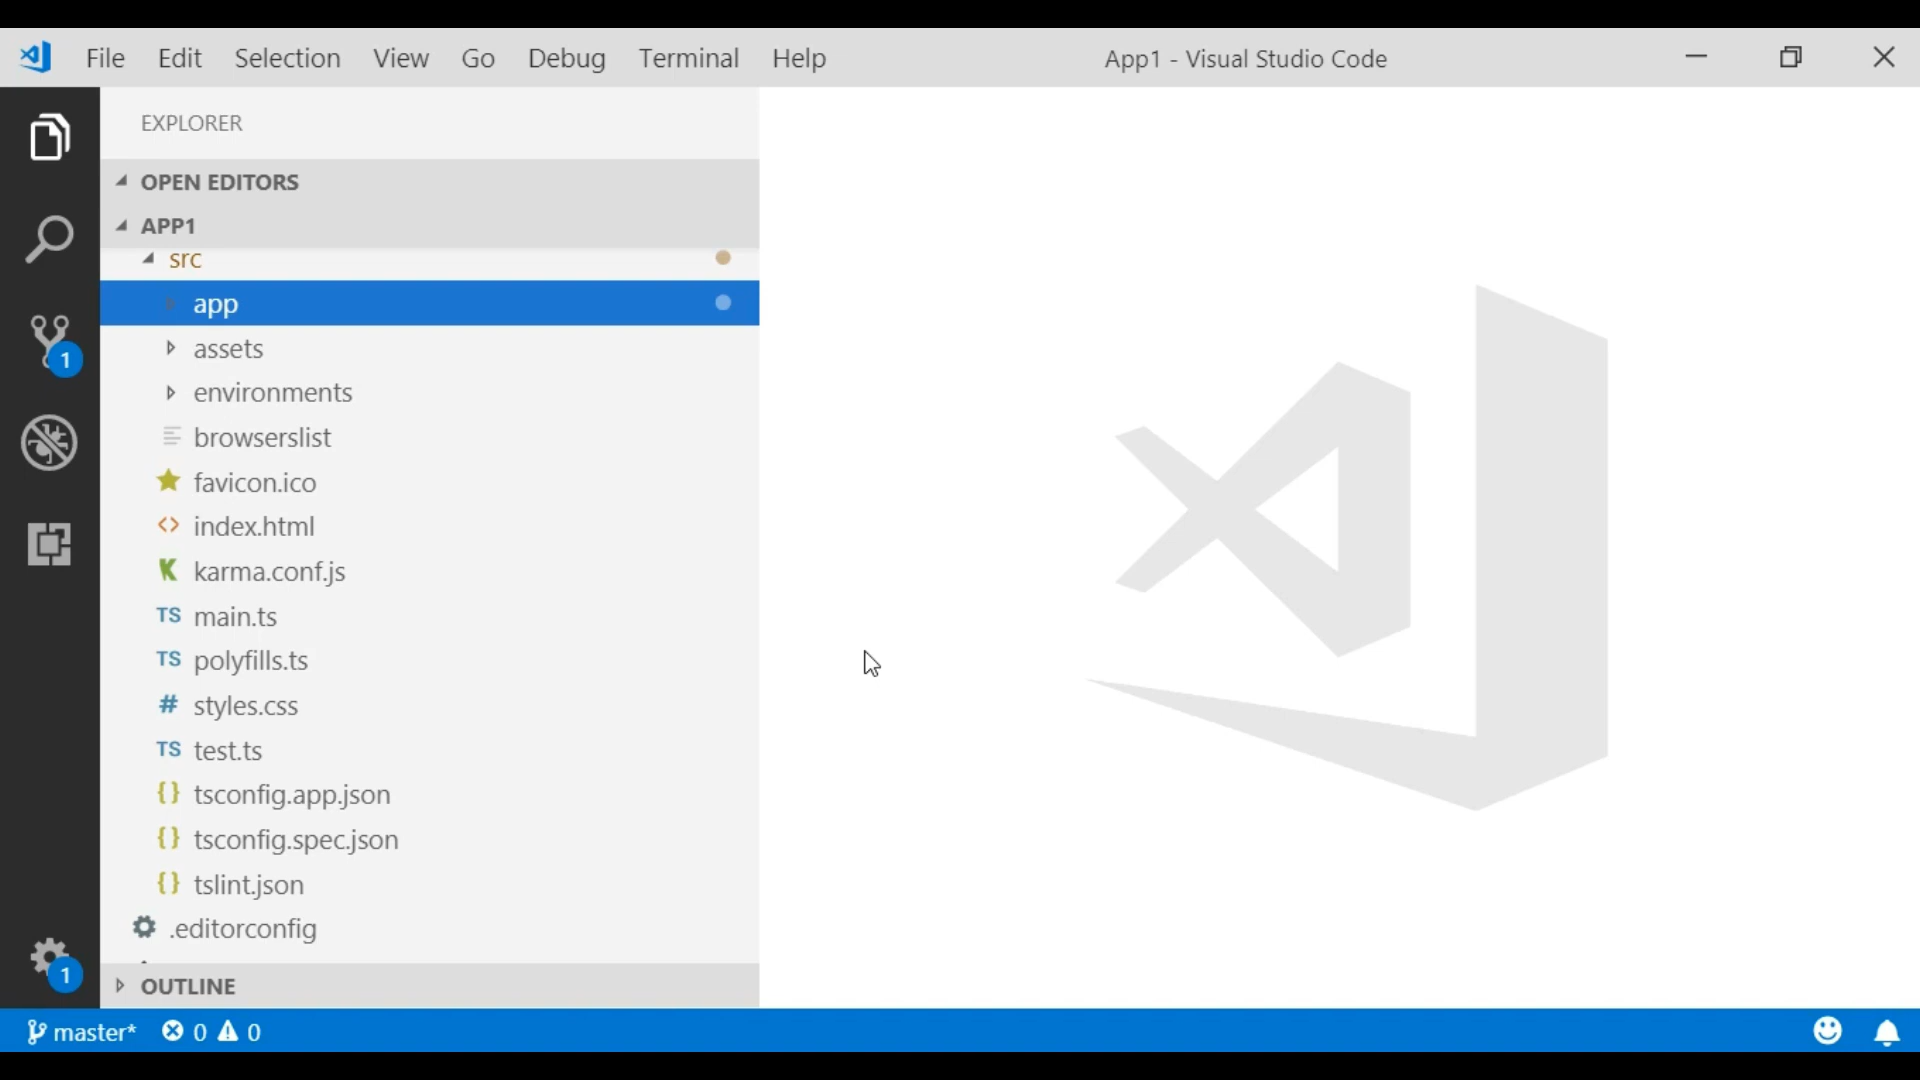 File Edit Selection View Go Debug Terminal Help App1 - Visual Studio Code
EXPLORER
OPEN EDITORS
APP1
src
app
assets
environments
browserslist
favicon.ico
<> index.html
K karma.conf.js
TS main.ts
TS polyfills.ts
# styles.css
TS test.ts
{} tsconfig.app.json
{} tsconfig.spec.json
{} tslint.json
.editorconfig
OUTLINE
1
1
master* 0 0